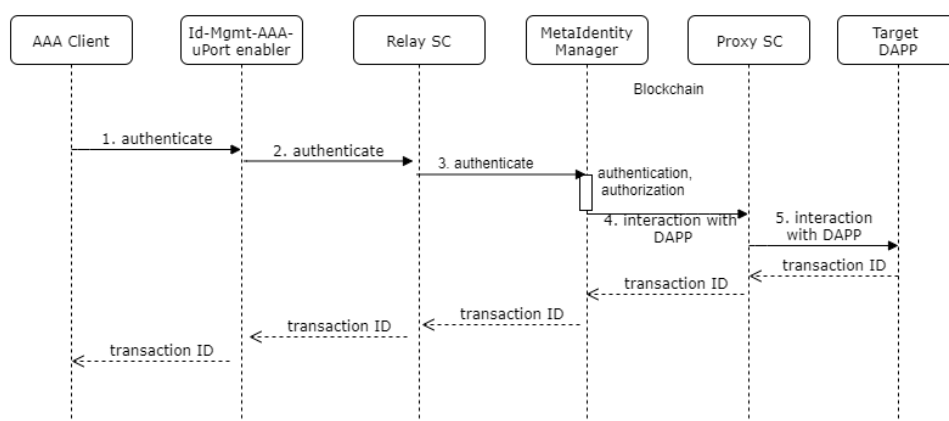 AAA Client
Id-Mgmt-AAA-
uPort enabler
Relay SC
MetaIdentity
Manager
Proxy SC
Target
DAPP
Blockchain
1. authenticate
2. authenticate
3. authenticate
authentication,
authorization
4. interaction with
DAPP
5. interaction
with DAPP
transaction ID
transaction ID
transaction ID
transaction ID
transaction ID